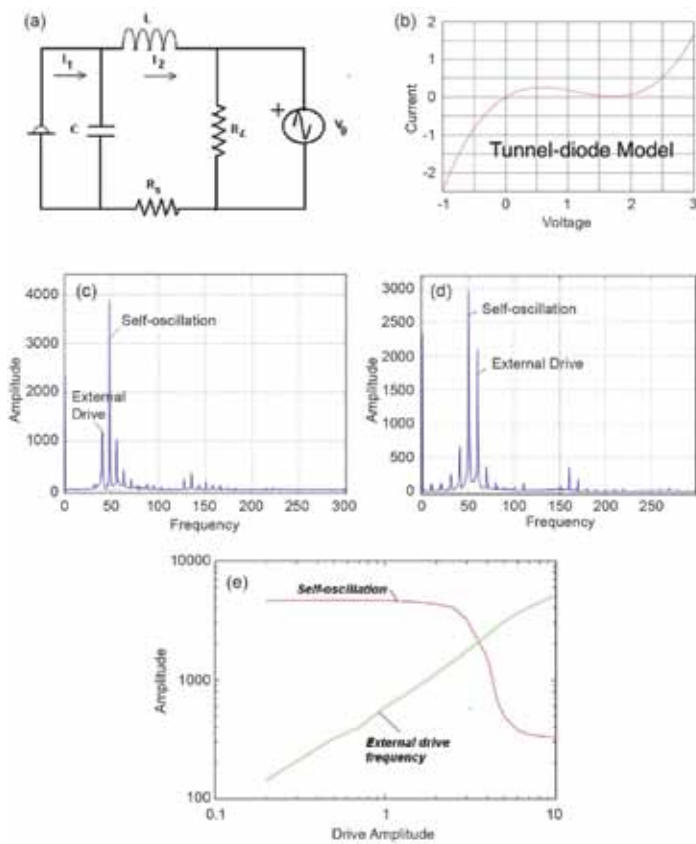 (a)
L
I1
I2
C
RL
+
Vg
Rs
(b)
2
1
0
-1
-2
Current
Tunnel-diode Model
-1
0
1
2
3
Voltage
(c)
4000
3000
2000
1000
0
Amplitude
Self-oscillation
External
Drive
0
50
100
150
200
250
300
Frequency
(d)
3000
2500
2000
1500
1000
500
0
Amplitude
Self-oscillation
External Drive
0
50
100
150
200
250
Frequency
(e)
10000
1000
100
Amplitude
Self-oscillation
External drive
frequency
0.1
1
10
Drive Amplitude